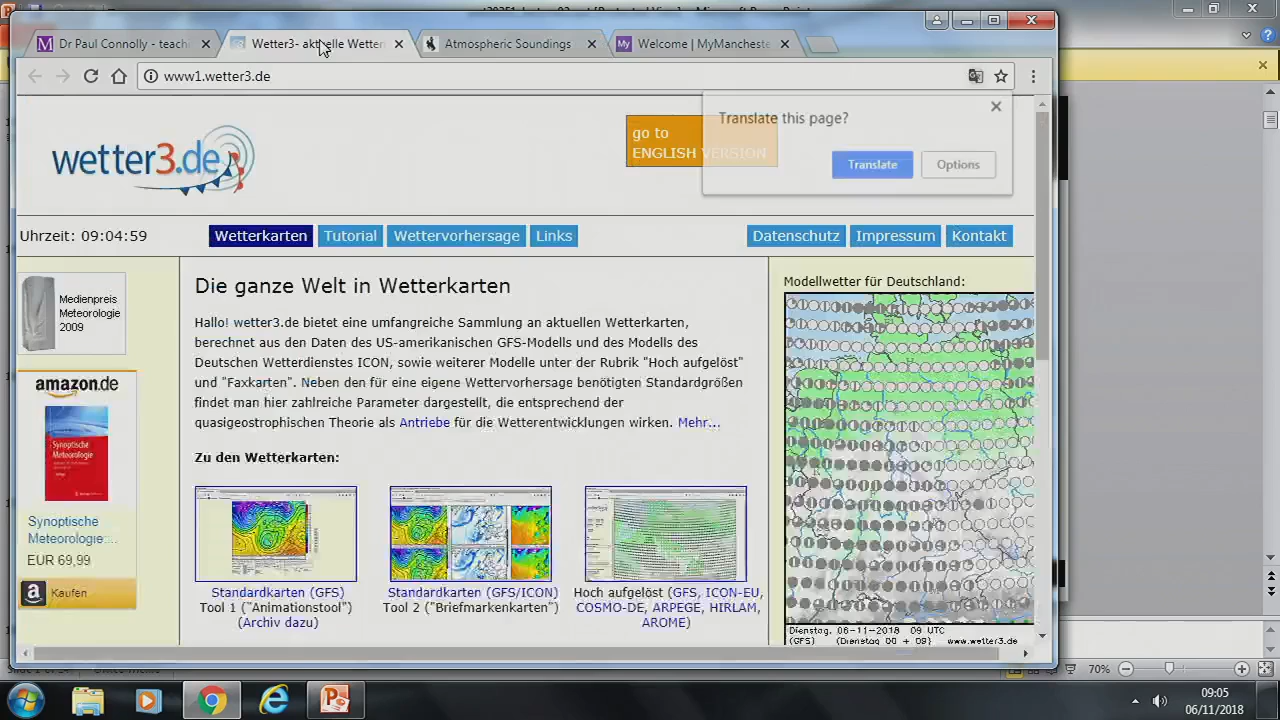 Dr Paul Connolly - teach
Wetter3- aktuelle Wetter
Atmospheric Soundings
Welcome | MyManchest
www1.wetter3.de
Translate this page?
Translate
Options
wetter3.de
go to
ENGLISH VERSION
Uhrzeit: 09:04:59
Wetterkarten
Tutorial
Wettervorhersage
Links
Datenschutz
Impressum
Kontakt
Medienpreis
Meteorologie
2009
amazon.de
Synoptische
Meteorologie
Synoptische
Meteorologie:...
EUR 69,99
Kaufen
Die ganze Welt in Wetterkarten
Hallo! wetter3.de bietet eine umfangreiche Sammlung an aktuellen Wetterkarten,
berechnet aus den Daten des US-amerikanischen GFS-Modells und des Modells des
Deutschen Wetterdienstes ICON, sowie weiterer Modelle unter der Rubrik "Hoch aufgelöst"
und "Faxkarten". Neben den für eine eigene Wettervorhersage benötigten Standardgrößen
findet man hier zahlreiche Parameter dargestellt, die entsprechend der
quasigeostrophischen Theorie als Antriebe für die Wetterentwicklungen wirken. Mehr...
Zu den Wetterkarten:
Standardkarten (GFS)
Tool 1 ("Animationstool")
(Archiv dazu)
Standardkarten (GFS/ICON)
Tool 2 ("Briefmarkenkarten")
Hoch aufgelöst (GFS, ICON-EU,
COSMO-DE, ARPEGE, HIRLAM,
AROME)
Modellwetter für Deutschland:
Dienstag, 06-11-2018 09 UTC
(GFS) (Dienstag 00 + 09) www.wetter3.de
70%
09:05
06/11/2018